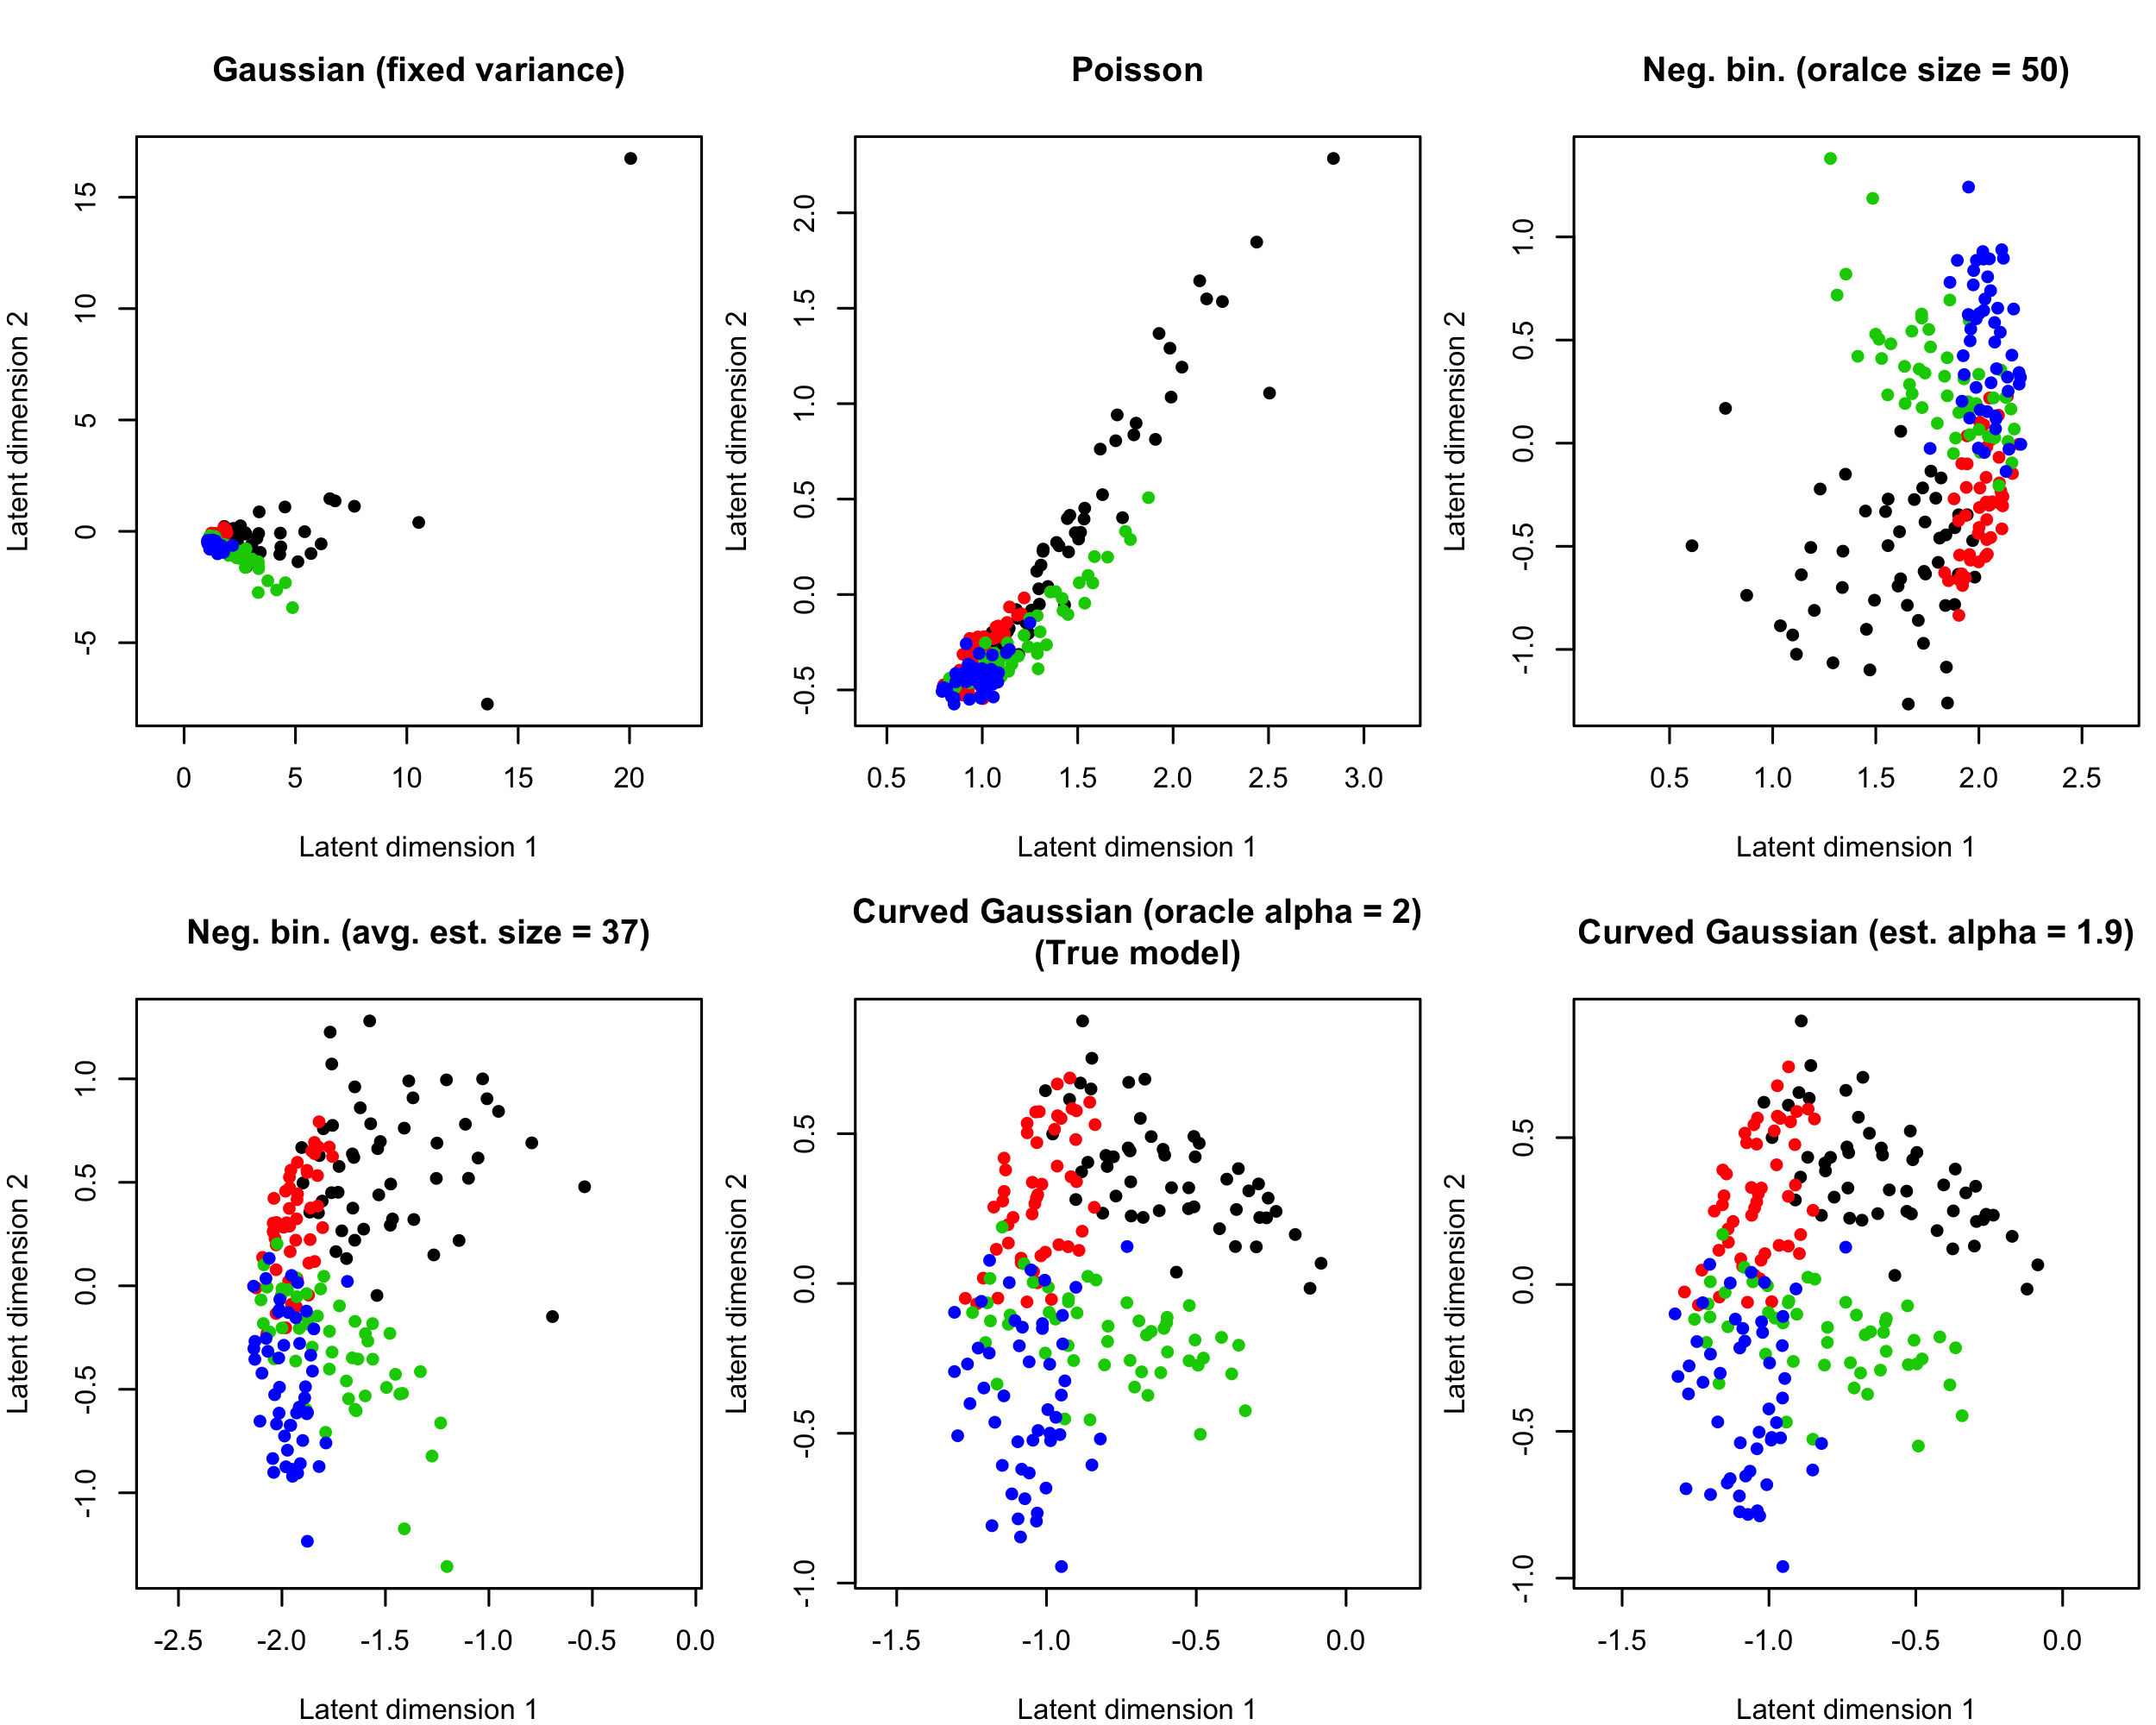 Gaussian (fixed variance)
Latent dimension 2
15
10
5
0
-5
0 5 10 15 20
Latent dimension 1
Poisson
Latent dimension 2
2.0
1.5
1.0
0.5
0.0
-0.5
0.5 1.0 1.5 2.0 2.5 3.0
Latent dimension 1
Neg. bin. (oralce size = 50)
Latent dimension 2
1.0
0.5
0.0
-0.5
-1.0
0.5 1.0 1.5 2.0 2.5
Latent dimension 1
Neg. bin. (avg. est. size = 37)
Latent dimension 2
1.0
0.5
0.0
-0.5
-1.0
-2.5 -2.0 -1.5 -1.0 -0.5 0.0
Latent dimension 1
Curved Gaussian (oracle alpha = 2)
(True model)
Latent dimension 2
0.5
0.0
-0.5
-1.0
-1.5 -1.0 -0.5 0.0
Latent dimension 1
Curved Gaussian (est. alpha = 1.9)
Latent dimension 2
0.5
0.0
-0.5
-1.0
-1.5 -1.0 -0.5 0.0
Latent dimension 1